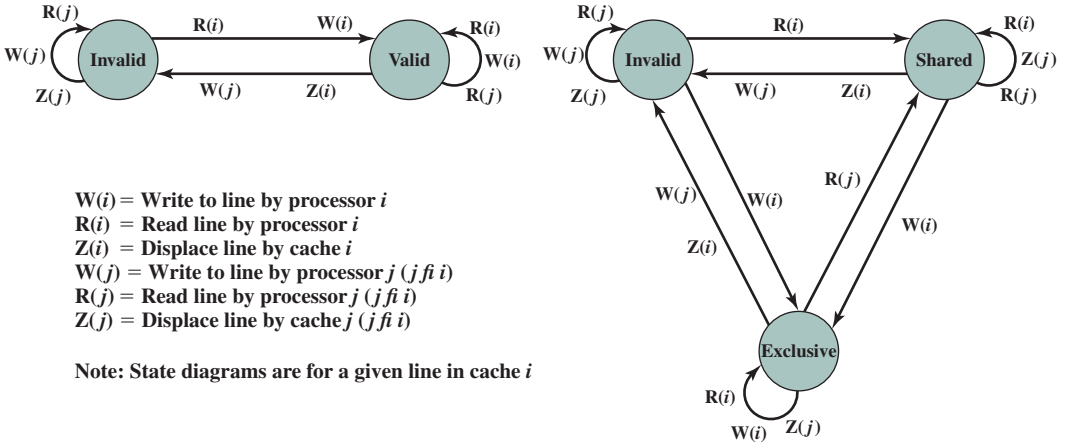 R(j)
R(i) W(i)
R(i)
W(j) Invalid
Valid W(i)
Z(j)
W(j) Z(i)
R(j)
R(j)
R(i)
R(i)
W(j) Invalid
Shared Z(j)
Z(j)
W(j) Z(i)
R(j)
W(j)
W(i)
R(j)
W(i)
Z(i)
Exclusive
R(i)
W(i) Z(j)
W(i) = Write to line by processor i
R(i) = Read line by processor i
Z(i) = Displace line by cache i
W(j) = Write to line by processor j (j fi i)
R(j) = Read line by processor j (j fi i)
Z(j) = Displace line by cache j (j fi i)
Note: State diagrams are for a given line in cache i